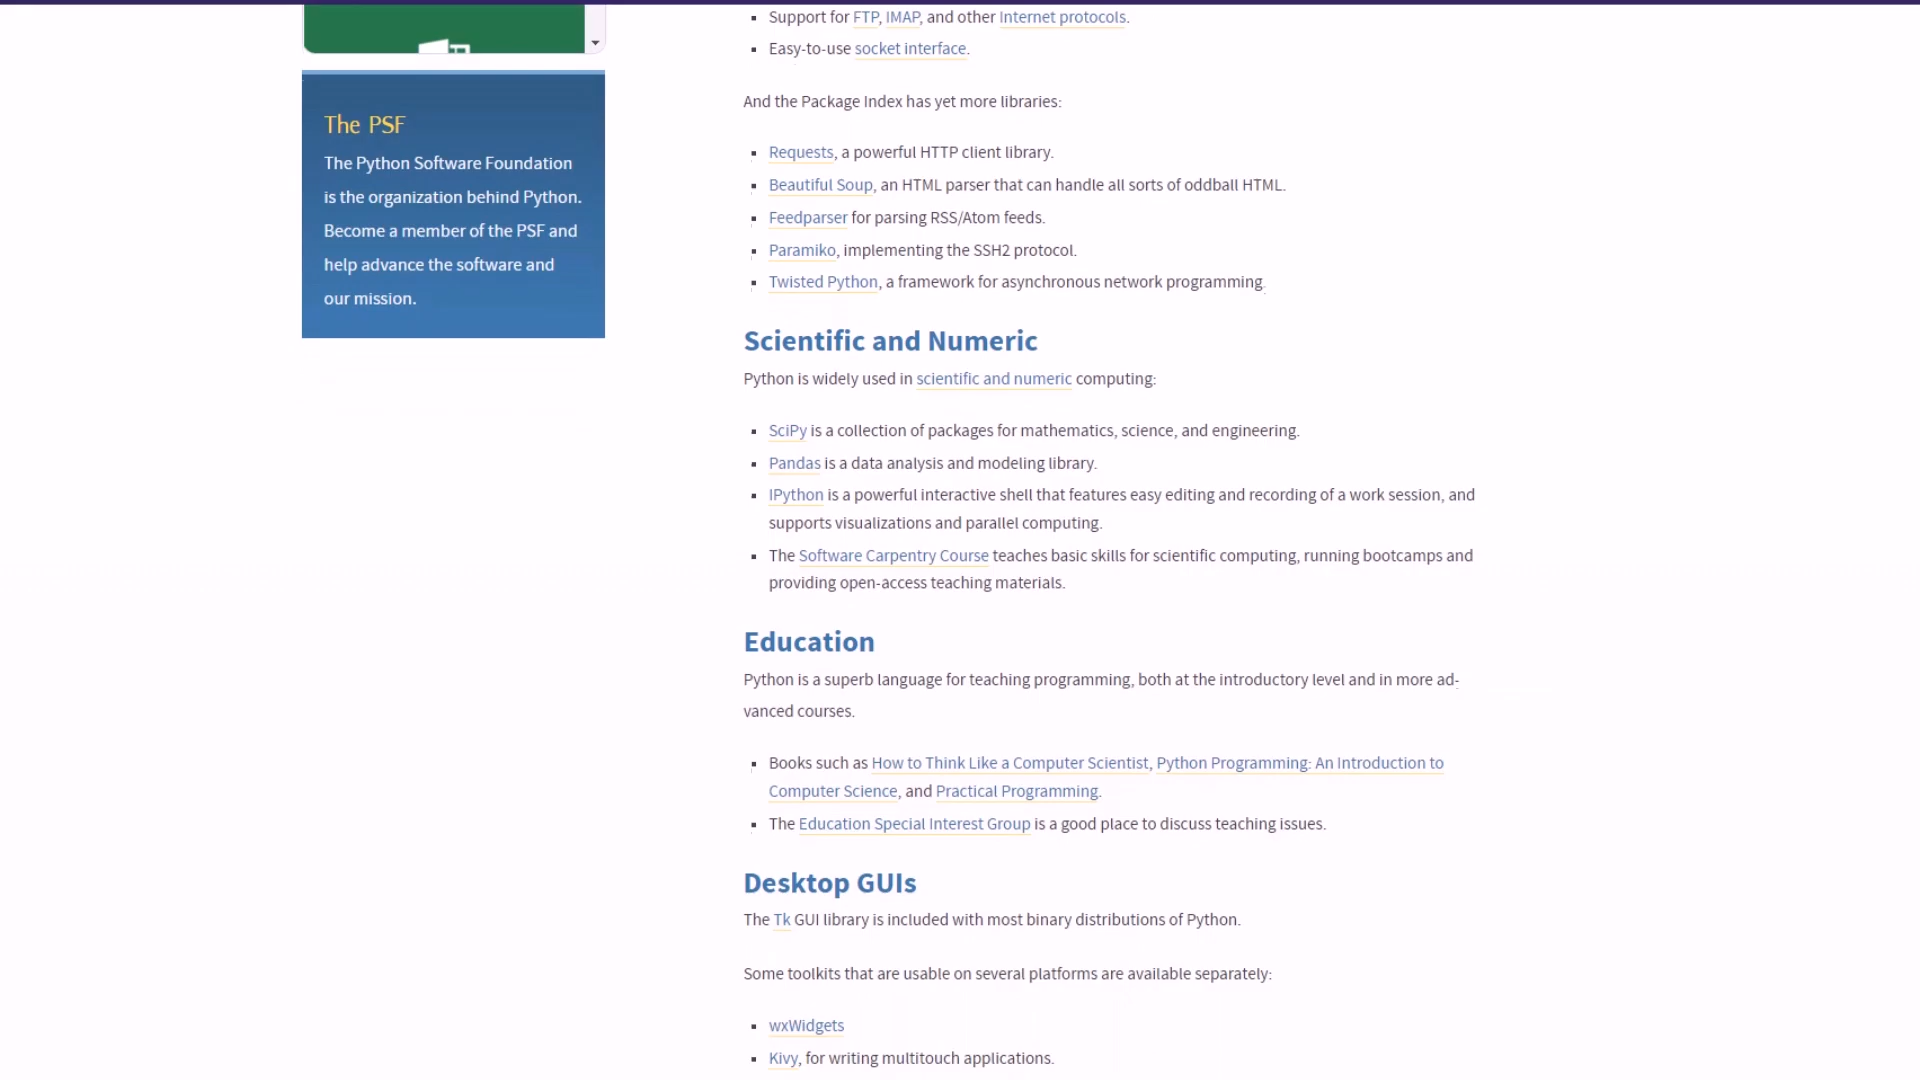 The PSF
The Python Software Foundation
is the organization behind Python.
Become a member of the PSF and
help advance the software and
our mission.
Support for FTP, IMAP, and other Internet protocols.
Easy-to-use socket interface.
And the Package Index has yet more libraries:
Requests, a powerful HTTP client library.
Beautiful Soup, an HTML parser that can handle all sorts of oddball HTML.
Feedparser for parsing RSS/Atom feeds.
Paramiko, implementing the SSH2 protocol.
Twisted Python, a framework for asynchronous network programming.
Scientific and Numeric
Python is widely used in scientific and numeric computing:
SciPy is a collection of packages for mathematics, science, and engineering.
Pandas is a data analysis and modeling library.
IPython is a powerful interactive shell that features easy editing and recording of a work session, and
supports visualizations and parallel computing.
The Software Carpentry Course teaches basic skills for scientific computing, running bootcamps and
providing open-access teaching materials.
Education
Python is a superb language for teaching programming, both at the introductory level and in more ad-
vanced courses.
Books such as How to Think Like a Computer Scientist, Python Programming: An Introduction to
Computer Science, and Practical Programming.
The Education Special Interest Group is a good place to discuss teaching issues.
Desktop GUIs
The Tk GUI library is included with most binary distributions of Python.
Some toolkits that are usable on several platforms are available separately:
wxWidgets
Kivy, for writing multitouch applications.